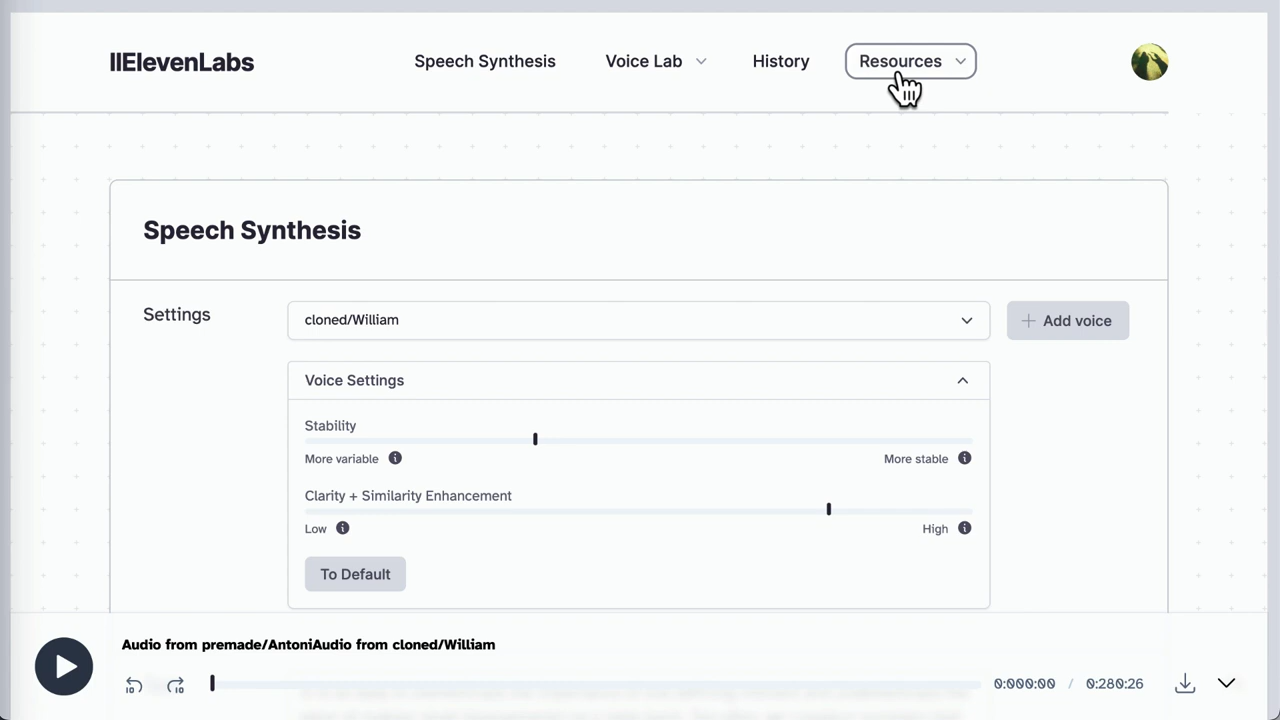 IIElevenLabs
Speech Synthesis
Voice Lab
History
Resources
Speech Synthesis
Settings
cloned/William
+ Add voice
Voice Settings
Stability
More variable
More stable
Clarity + Similarity Enhancement
Low
High
To Default
Audio from premade/AntoniAudio from cloned/William
10
10
0:000:00 / 0:280:26